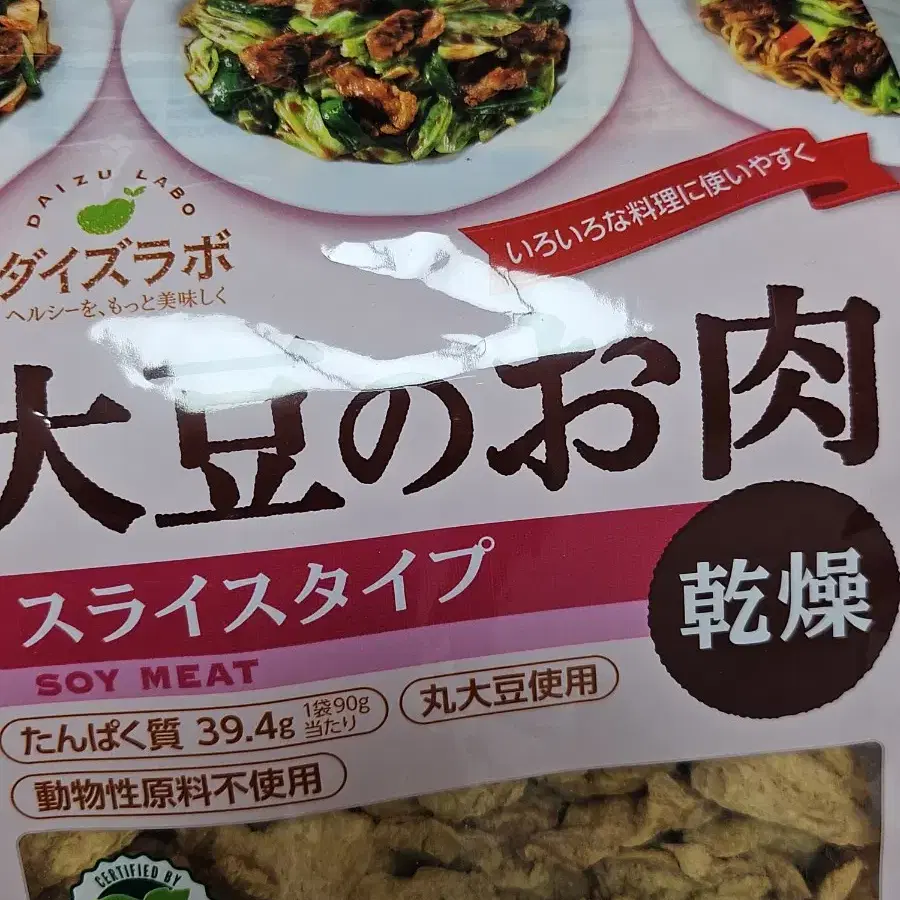 DAIZU LABO
ダイズラボ
ヘルシーを、もっと美味しく
いろいろな料理に使いやすく
大豆のお肉
スライスタイプ
乾燥
SOY MEAT
たんぱく質 39.4g 1袋90g当たり
丸大豆使用
動物性原料不使用
CERTIFIED BY